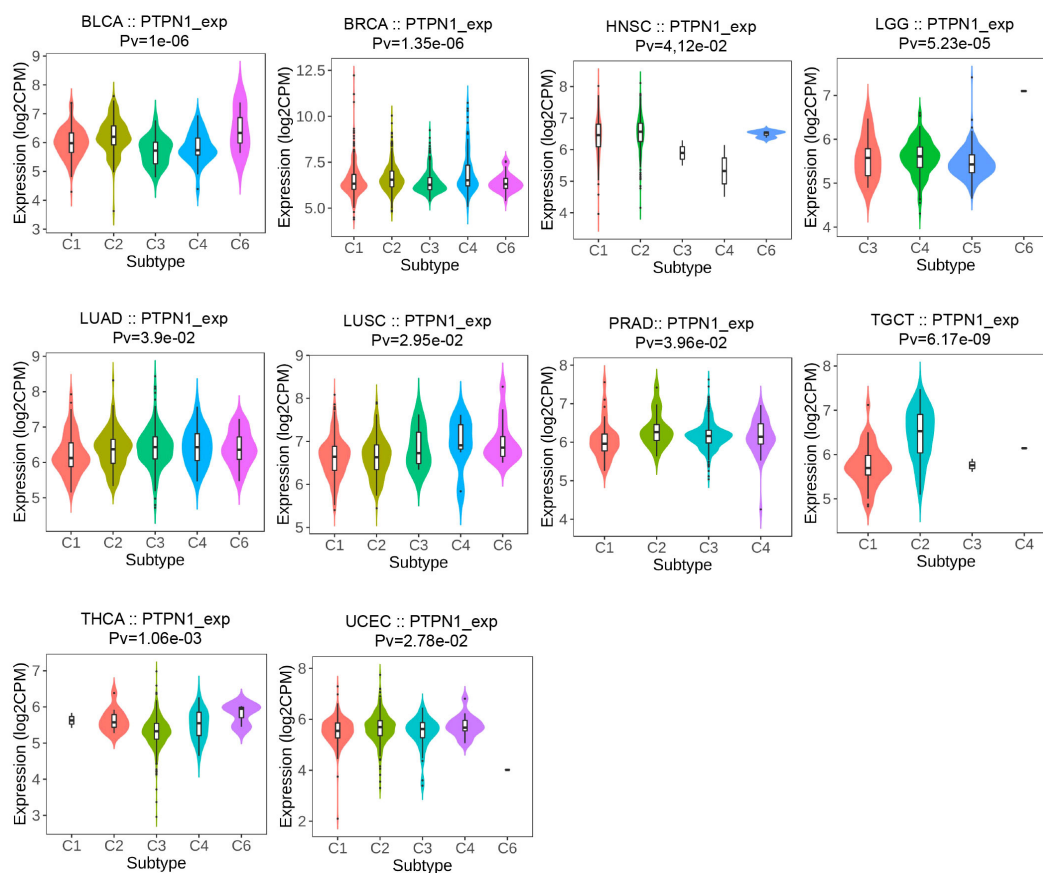 BLCA :: PTPN1_exp
Pv=1e-06
Expression (log2CPM)
9
8
7
6
5
4
3
C1 C2 C3 C4 C6
Subtype
BRCA :: PTPN1_exp
Pv=1.35e-06
Expression (log2CPM)
12.5
10.0
7.5
5.0
C1 C2 C3 C4 C6
Subtype
HNSC :: PTPN1_exp
Pv=4,12e-02
Expression (log2CPM)
8
7
6
5
4
C1 C2 C3 C4 C6
Subtype
LGG :: PTPN1_exp
Pv=5.23e-05
Expression (log2CPM)
7
6
5
4
C3 C4 C5 C6
Subtype
LUAD :: PTPN1_exp
Pv=3.9e-02
Expression (log2CPM)
9
8
7
6
5
C1 C2 C3 C4 C6
Subtype
LUSC :: PTPN1_exp
Pv=2.95e-02
Expression (log2CPM)
9
8
7
6
5
C1 C2 C3 C4 C6
Subtype
PRAD:: PTPN1_exp
Pv=3.96e-02
Expression (log2CPM)
8
7
6
5
4
C1 C2 C3 C4
Subtype
TGCT :: PTPN1_exp
Pv=6.17e-09
Expression (log2CPM)
8
7
6
5
C1 C2 C3 C4
Subtype
THCA :: PTPN1_exp
Pv=1.06e-03
Expression (log2CPM)
7
6
5
4
3
C1 C2 C3 C4 C6
Subtype
UCEC :: PTPN1_exp
Pv=2.78e-02
Expression (log2CPM)
8
6
4
2
C1 C2 C3 C4 C6
Subtype